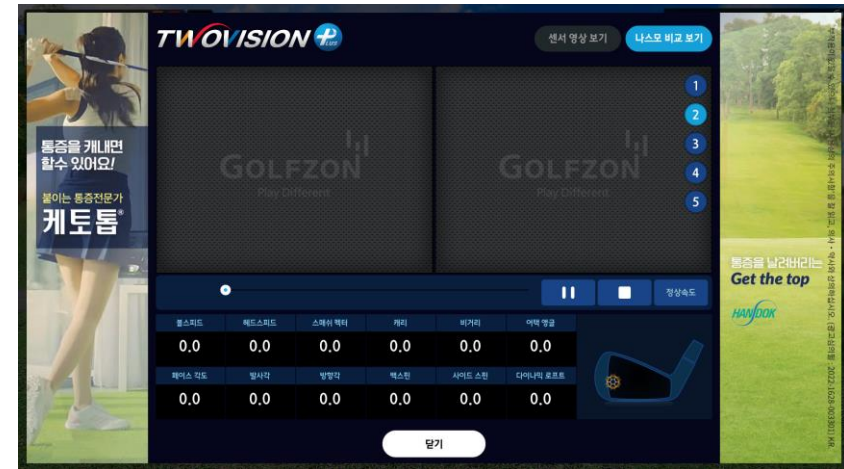 TWOVISION Plus
센서 영상 보기
나스모 비교 보기
통증을 캐내면
할수 있어요!
붙이는 통증전문가
케토톱®
GOLFZON
Play Different
GOLFZON
Play Different
1
2
3
4
5
정상속도
볼스피드
헤드스피드
스매쉬 팩터
캐리
비거리
어택 앵글
0.0
0.0
0.0
0.0
0.0
0.0
페이스 각도
발사각
방향각
백스핀
사이드 스핀
다이나믹 로프트
0.0
0.0
0.0
0.0
0.0
0.0
닫기
통증을 날려버리는
Get the top
HANDOK